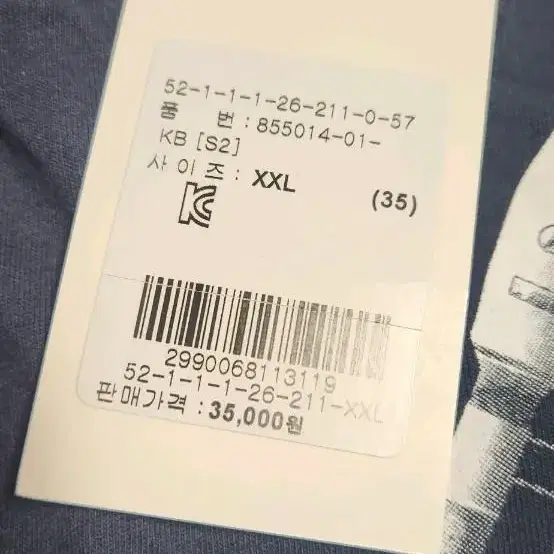 52-1-1-1-26-211-0-57
품 번 : 855014-01-
KB [S2]
사 이 즈 : XXL (35)
2990068113119
52-1-1-1-26-211-XXL
판매가격 : 35,000원